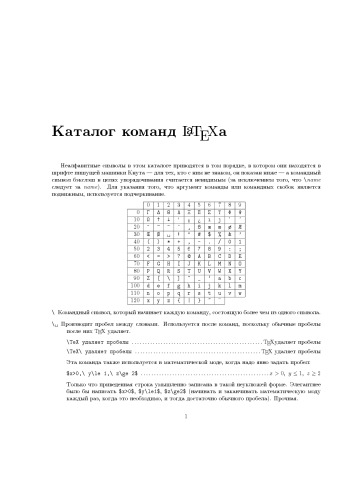 Каталог команд LATEXа
Неалфавитные символы в этом каталоге приводятся в том порядке, в котором они находятся в
шрифте пишущей машинки Кнута — для тех, кто с ним не знаком, он показан ниже — а командный
символ бэкслэш в целях упорядочивания считается невидимым (за исключением того, что \name
следует за name). Для указания того, что аргумент команды или командных скобок является
подвижным, используется подчеркивание.
0 1 2 3 4 5 6 7 8 9
0 Γ Δ Θ Λ Ξ Π Σ Υ Φ Ψ
10 Ω ↑ ↓ ' ¡ ¿ ı ȷ ` ´
20
30 Æ Œ Ø ␣ ! " # $ % & '
40 ( ) * + , - . / 0 1
50 2 3 4 5 6 7 8 9 : ;
60 < = > ? @ A B C D E
70 F G H I J K L M N O
80 P Q R S T U V W X Y
90 Z [ \ ] ^ _ ` a b c
100 d e f g h i j k l m
110 n o p q r s t u v w
120 x y z { | } ~ ¨
\ Командный символ, который начинает каждую команду, состоящую более чем из одного символа.
\␣ Производит пробел между словами. Используется после команд, поскольку обычные пробелы
после них TEX удаляет.
\TeX удаляет пробелы ... TEXудаляет пробелы
\TeX\ удаляет пробелы ... TEX удаляет пробелы
Эта команда также используется в математической моде, когда надо явно задать пробел:
$x>0,\ y\le 1,\ z\ge 2$ ... x > 0, y ≤ 1, z ≥ 2
Только что приведенная строка умышленно записана в такой неуклюжей форме. Элегантнее
было бы написать $x>0$, $y\le1$, $z\ge2$ (начинать и заканчивать математическую моду
каждый раз, когда это необходимо, и тогда достаточно обычного пробела). Прочная.
1